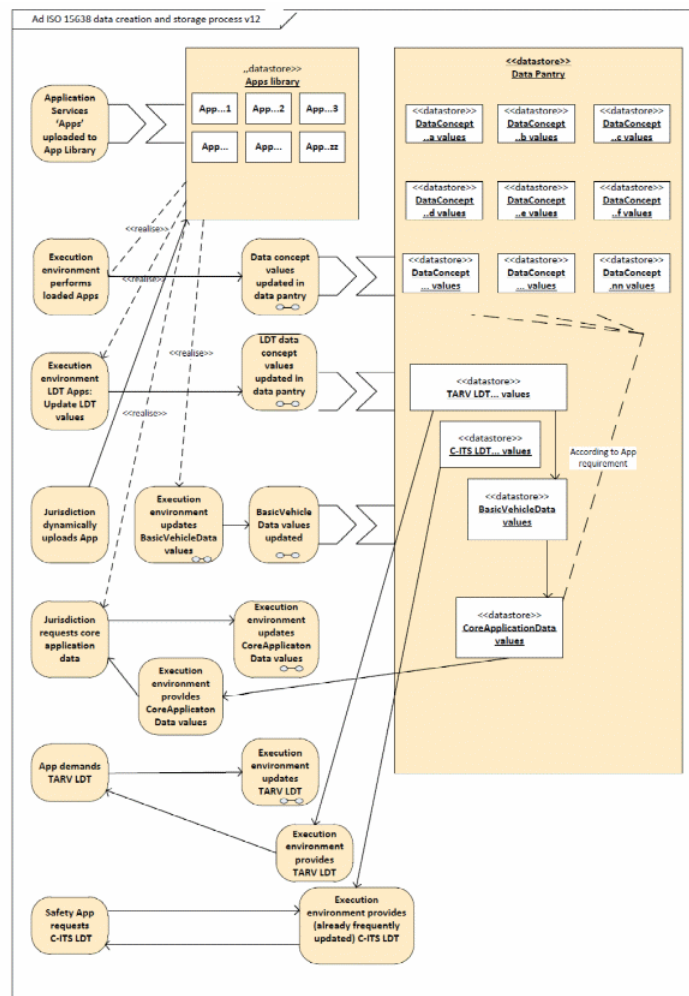 Ad ISO 15638 data creation and storage process v12
Application
Services
‘Apps’
uploaded to
App Library
,,datastore>>
Apps library
App...1
App...2
App...3
App...
App...
App..zz
<<datastore>>
Data Pantry
<<datastore>>
DataConcept
..a values
<<datastore>>
DataConcept
..b values
<<datastore>>
DataConcept
..c values
<<datastore>>
DataConcept
..d values
<<datastore>>
DataConcept
..e values
<<datastore>>
DataConcept
..f values
<<datastore>>
DataConcept
... values
<<datastore>>
DataConcept
... values
<<datastore>>
DataConcept
.nn values
<<realise>>
Execution
environment
performs
loaded Apps
<<realise>>
Data concept
values
updated in
data pantry
Execution
environment
LDT Apps:
Update LDT
values
<<realise>>
<<realise>>
LDT data
concept
values
updated in
data pantry
<<datastore>>
TARV LDT... values
<<datastore>>
C-ITS LDT... values
According to App
requirement
Jurisdiction
dynamically
uploads App
Execution
environment
updates
BasicVehicleData
values
BasicVehicle
Data values
updated
<<datastore>>
BasicVehicleData
values
Jurisdiction
requests core
application
data
Execution
environment
updates
CoreApplicaton
Data values
<<datastore>>
CoreApplicationData
values
Execution
environment
provides
CoreApplicaton
Data values
App demands
TARV LDT
Execution
environment
updates
TARV LDT
Execution
environment
provides
TARV LDT
Safety App
requests
C-ITS LDT
Execution
environment provides
(already frequently
updated) C-ITS LDT